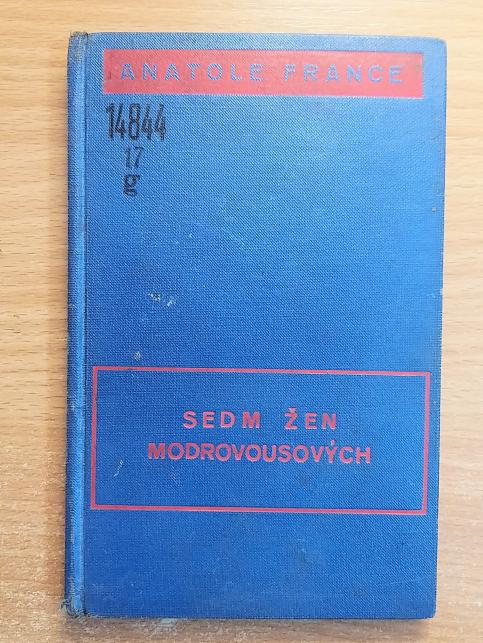 ANATOLE FRANCE
14844
17
g
SEDM ŽEN
MODROVOUSOVÝCH